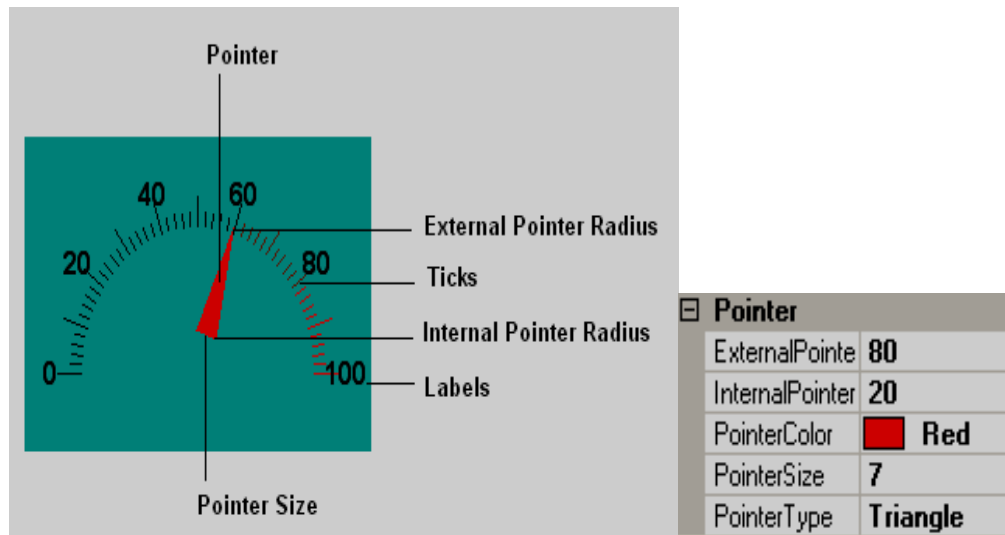 Pointer
40
60
External Pointer Radius
20
80
Ticks
Internal Pointer Radius
0
100
Labels
Pointer Size
Pointer
ExternalPointe 80
InternalPointer 20
PointerColor Red
PointerSize 7
PointerType Triangle